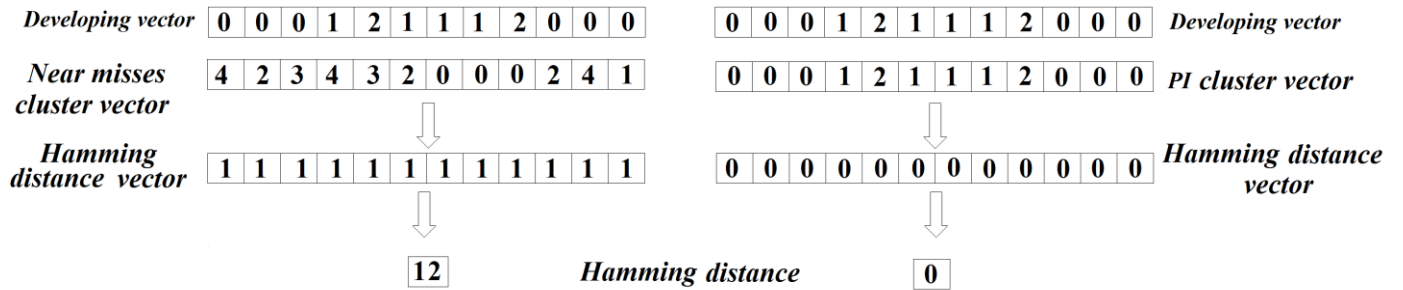 Developing vector 0 0 0 1 2 1 1 1 2 0 0 0 0 0 0 1 2 1 1 1 2 0 0 0 Developing vector
Near misses cluster vector 4 2 3 4 3 2 0 0 0 2 4 1 0 0 0 1 2 1 1 1 2 0 0 0 PI cluster vector
Hamming distance vector 1 1 1 1 1 1 1 1 1 1 1 1 0 0 0 0 0 0 0 0 0 0 0 0 Hamming distance vector
12 Hamming distance 0